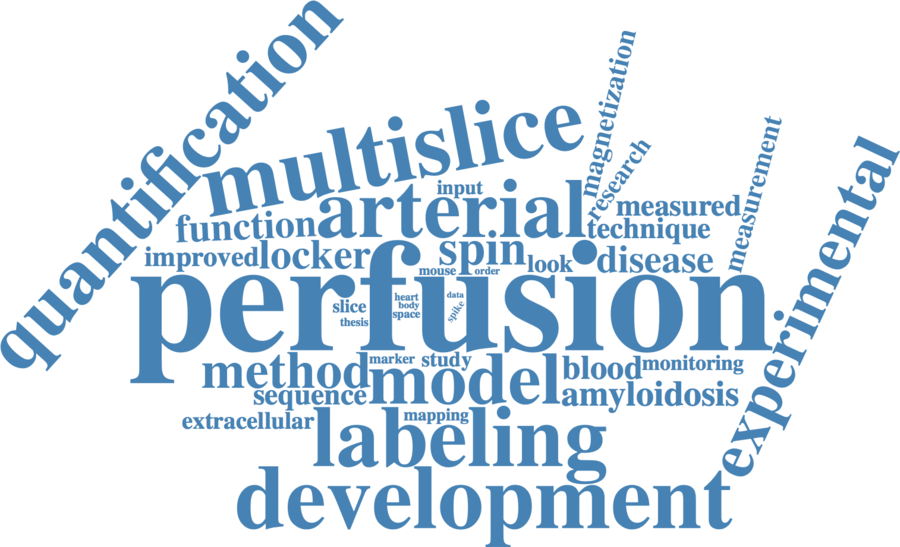 quantification
multislice
magnetization
research
measurement
experimental
input
arterial
measured
function
technique
improved
locker
spin
look
disease
mouse
order
perfusion
slice
thesis
heart
body
space
data
spike
marker
study
method
model
blood
monitoring
sequence
amyloidosis
extracellular
mapping
labeling
development